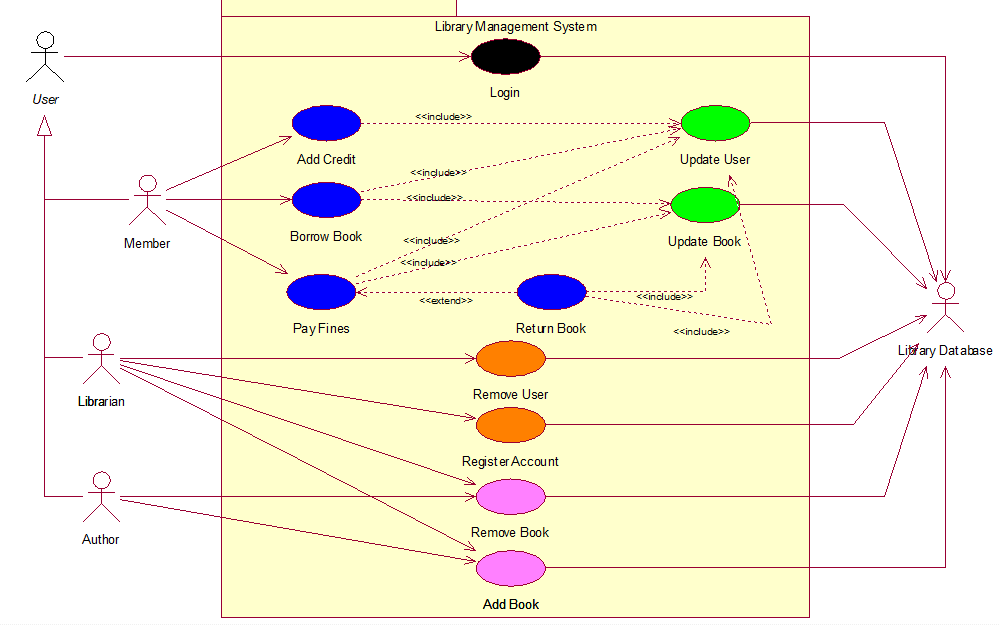 Library Management System
User
Login
<<include>>
Add Credit
Update User
<<include>>
<<include>>
Borrow Book
Member
Update Book
<<include>>
<<include>>
<<extend>>
<<include>>
Pay Fines
Return Book
<<include>>
Library Database
Remove User
Librarian
Register Account
Remove Book
Author
Add Book